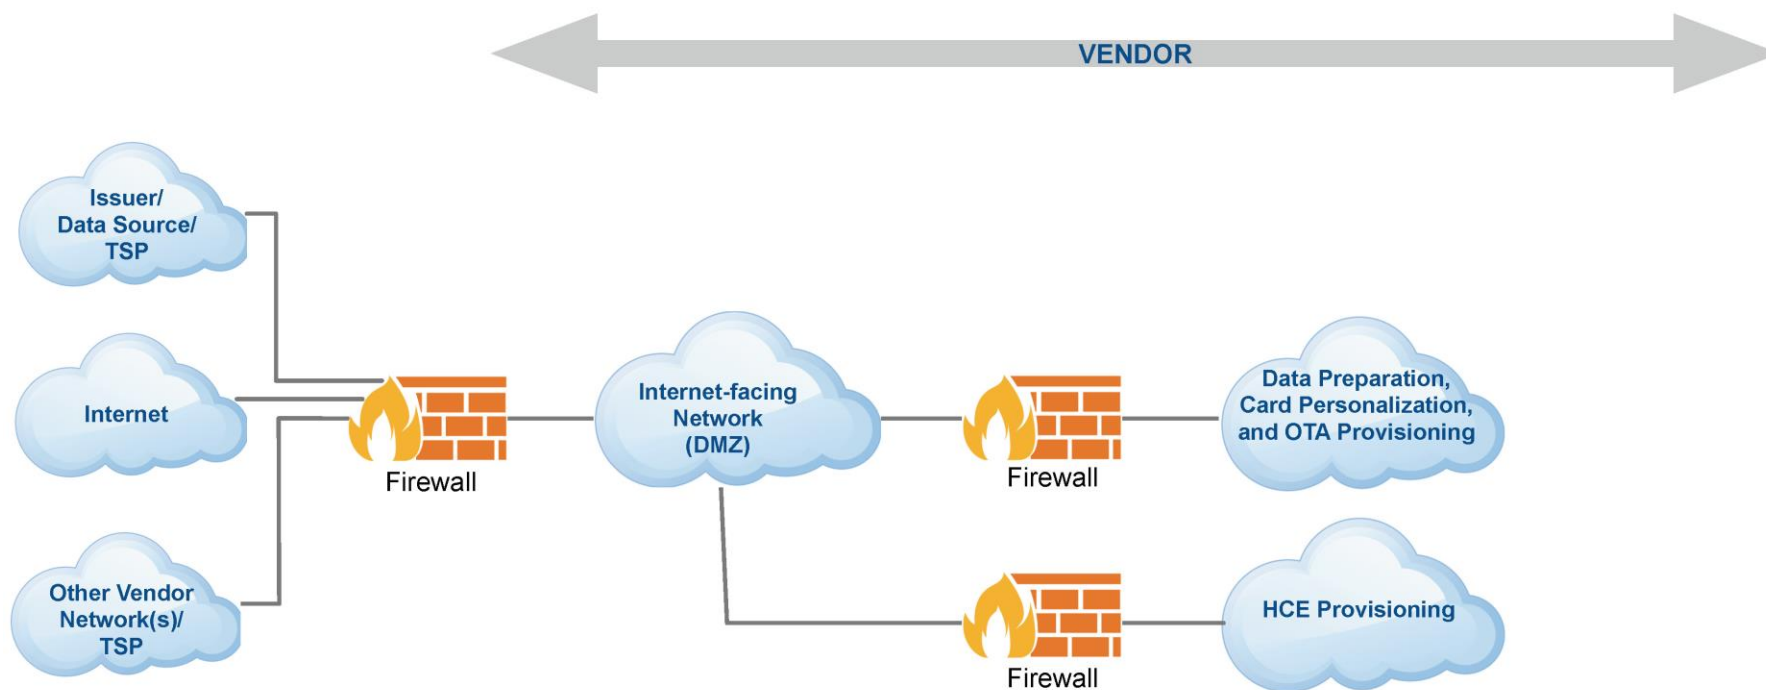 VENDOR
Issuer/
Data Source/
TSP
Internet
Other Vendor
Network(s)/
TSP
Firewall
Internet-facing
Network
(DMZ)
Firewall
Data Preparation,
Card Personalization,
and OTA Provisioning
Firewall
HCE Provisioning